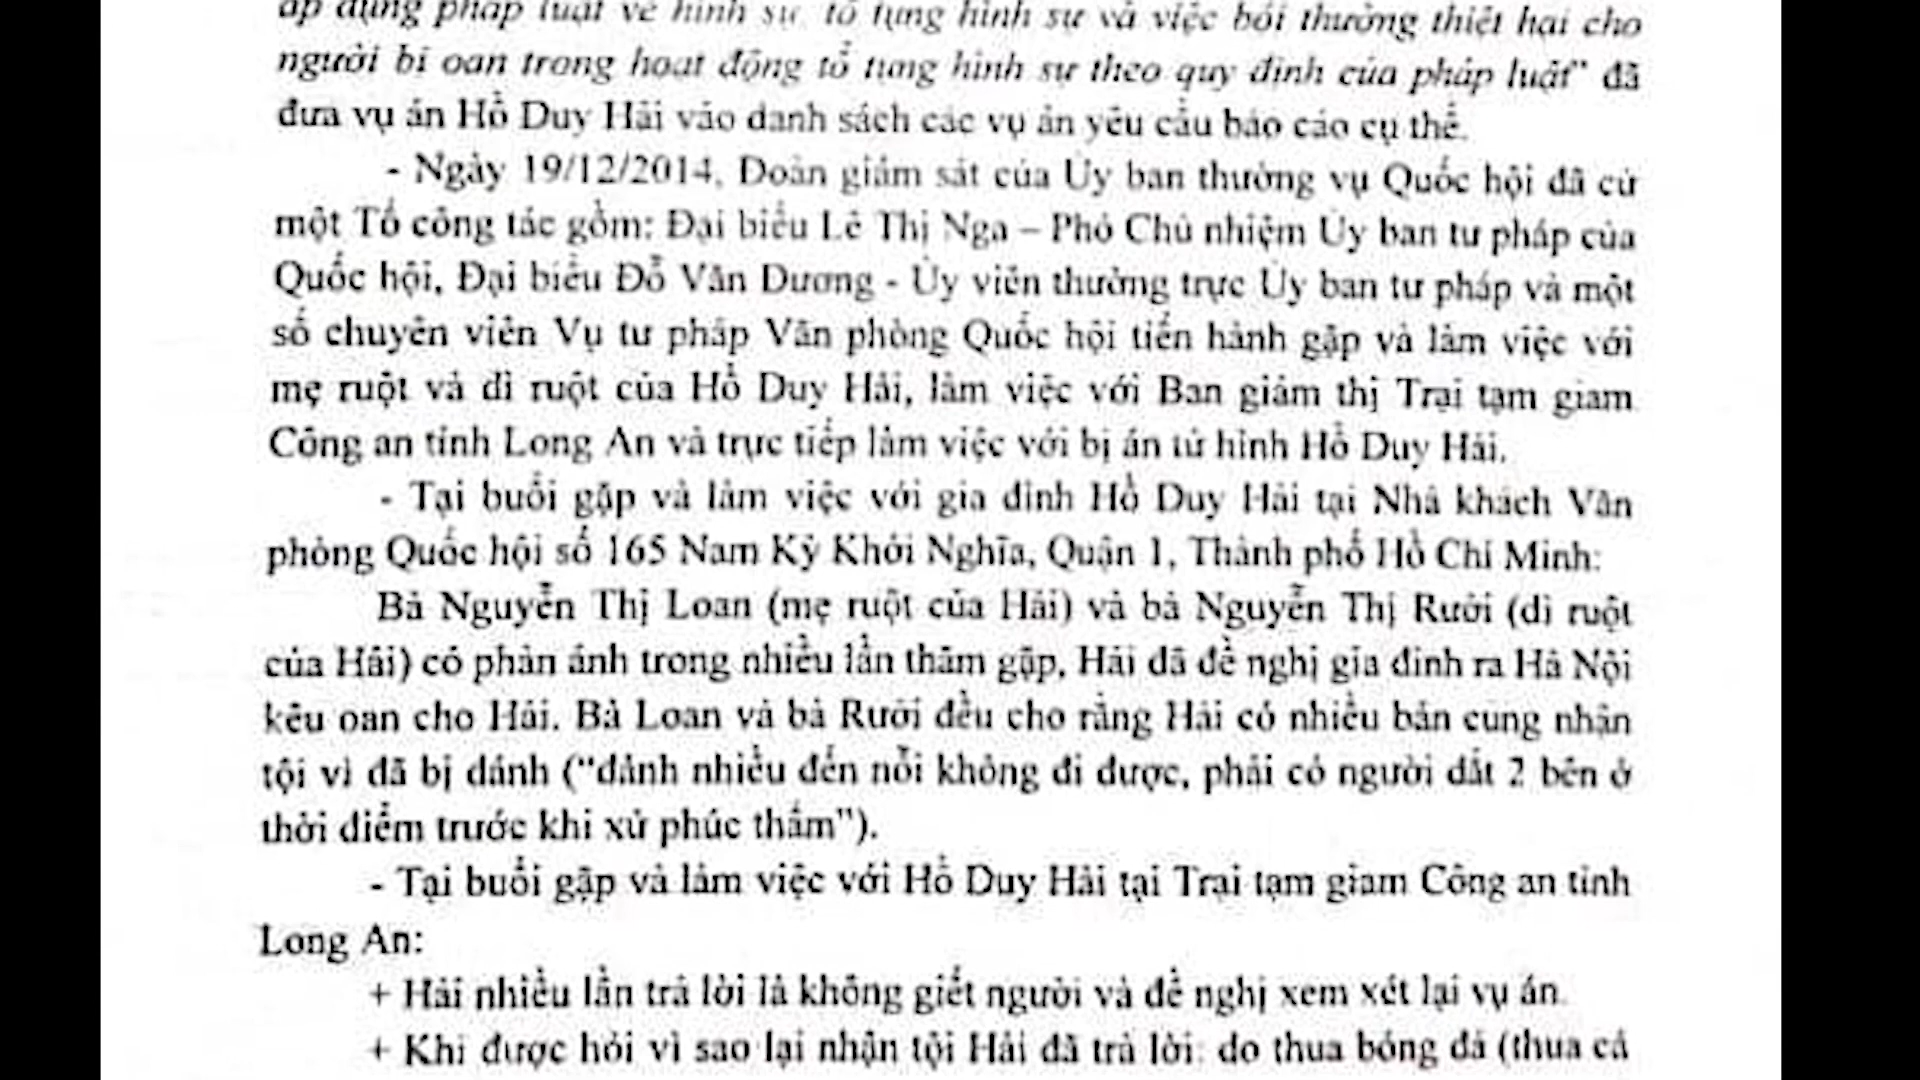 áp dụng pháp luật về hình sự, tố tụng hình sự và việc bồi thường thiệt hại cho
người bị oan trong hoạt động tố tụng hình sự theo quy định của pháp luật" đã
đưa vụ án Hồ Duy Hải vào danh sách các vụ án yêu cầu báo cáo cụ thể.
- Ngày 19/12/2014, Đoàn giám sát của Ủy ban thường vụ Quốc hội đã cử
một Tổ công tác gồm: Đại biểu Lê Thị Nga – Phó Chủ nhiệm Ủy ban tư pháp của
Quốc hội, Đại biểu Đỗ Văn Dương - Ủy viên thường trực Ủy ban tư pháp và một
số chuyên viên Vụ tư pháp Văn phòng Quốc hội tiến hành gặp và làm việc với
mẹ ruột và dì ruột của Hồ Duy Hải, làm việc với Ban giám thị Trại tạm giam
Công an tỉnh Long An và trực tiếp làm việc với bị án tử hình Hồ Duy Hải.
- Tại buổi gặp và làm việc với gia đình Hồ Duy Hải tại Nhà khách Văn
phòng Quốc hội số 165 Nam Kỳ Khởi Nghĩa, Quận 1, Thành phố Hồ Chí Minh:
Bà Nguyễn Thị Loan (mẹ ruột của Hải) và bà Nguyễn Thị Rưởi (dì ruột
của Hải) có phản ánh trong nhiều lần thăm gặp, Hải đã đề nghị gia đình ra Hà Nội
kêu oan cho Hải. Bà Loan và bà Rưởi đều cho rằng Hải có nhiều bản cung nhận
tội vì đã bị đánh ("đánh nhiều đến nỗi không đi được, phải có người dắt 2 bên ở
thời điểm trước khi xử phúc thẩm").
- Tại buổi gặp và làm việc với Hồ Duy Hải tại Trại tạm giam Công an tỉnh
Long An:
+ Hải nhiều lần trả lời là không giết người và đề nghị xem xét lại vụ án.
+ Khi được hỏi vì sao lại nhận tội Hải đã trả lời: do thua bóng đá (thua cá